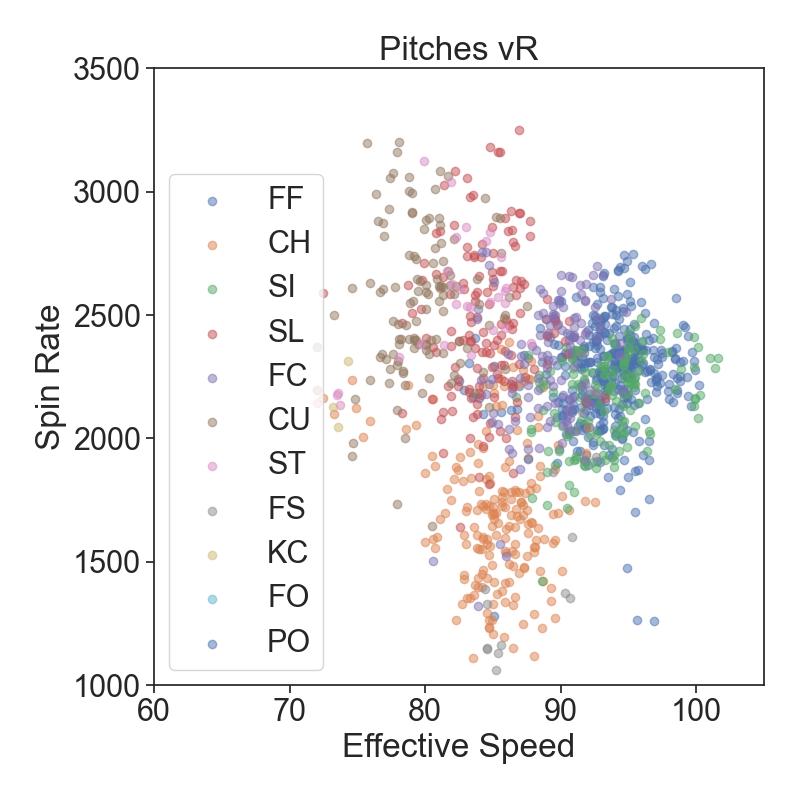 Pitches vR
3500
3000
2500
2000
1500
1000
Spin Rate
FF
CH
SI
SL
FC
CU
ST
FS
KC
FO
PO
60 70 80 90 100
Effective Speed